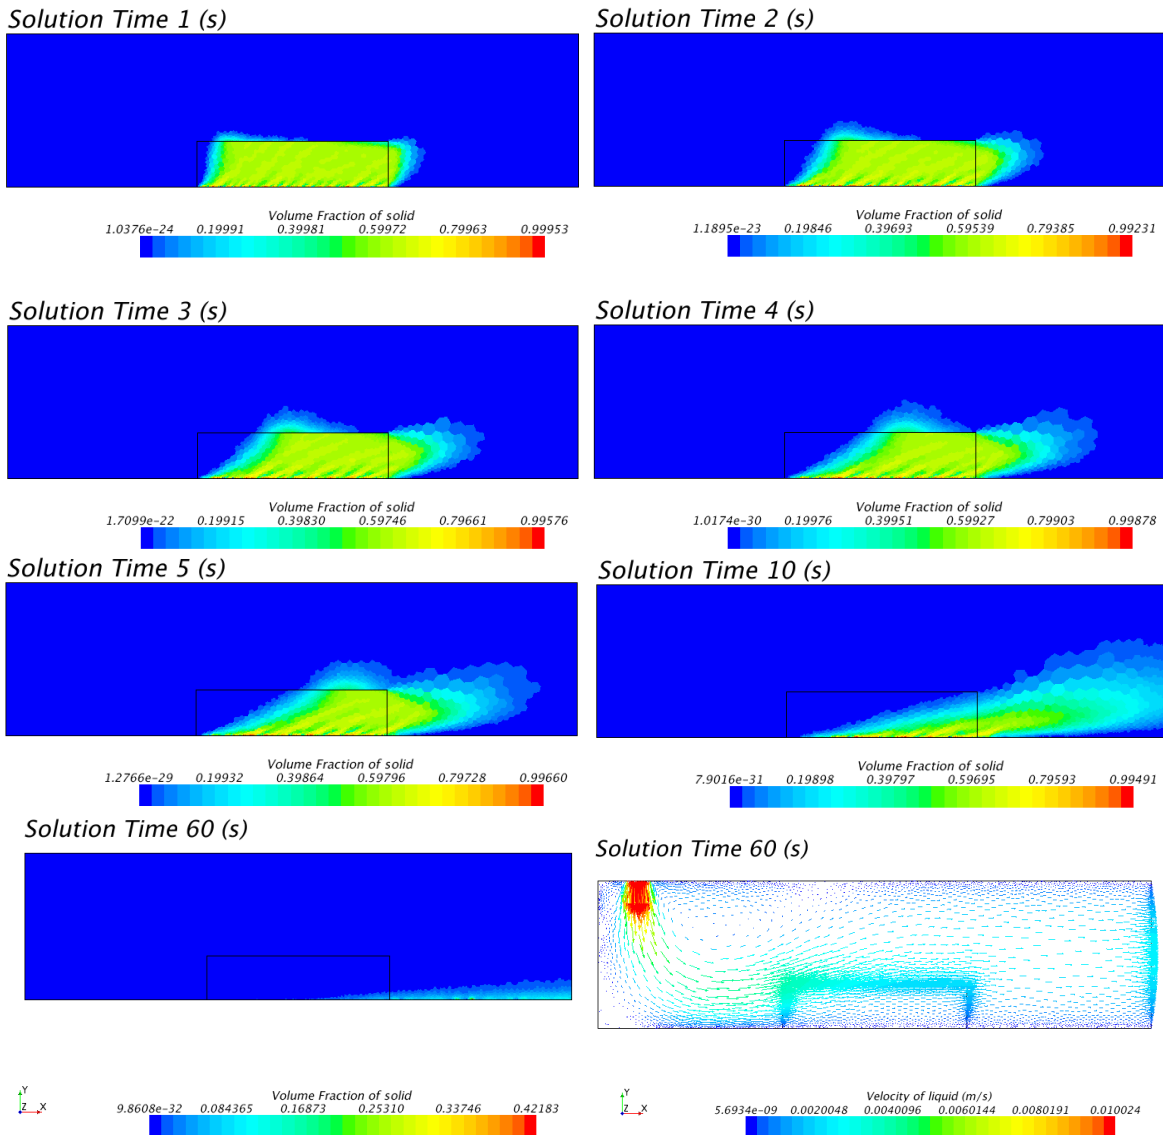 Solution Time 1 (s)
Solution Time 2 (s)
Volume Fraction of solid
1.0376e-24 0.19991 0.39981 0.59972 0.79963 0.99953
Volume Fraction of solid
1.1895e-23 0.19846 0.39693 0.59539 0.79385 0.99231
Solution Time 3 (s)
Solution Time 4 (s)
Volume Fraction of solid
1.7099e-22 0.19915 0.39830 0.59746 0.79661 0.99576
Volume Fraction of solid
1.0174e-30 0.19976 0.39951 0.59927 0.79903 0.99878
Solution Time 5 (s)
Solution Time 10 (s)
Volume Fraction of solid
1.2766e-29 0.19932 0.39864 0.59796 0.79728 0.99660
Volume Fraction of solid
7.9016e-31 0.19898 0.39797 0.59695 0.79593 0.99491
Solution Time 60 (s)
Solution Time 60 (s)
Y
Z X
Volume Fraction of solid
9.8608e-32 0.084365 0.16873 0.25310 0.33746 0.42183
Y
Z X
Velocity of liquid (m/s)
5.6934e-09 0.0020048 0.0040096 0.0060144 0.0080191 0.010024